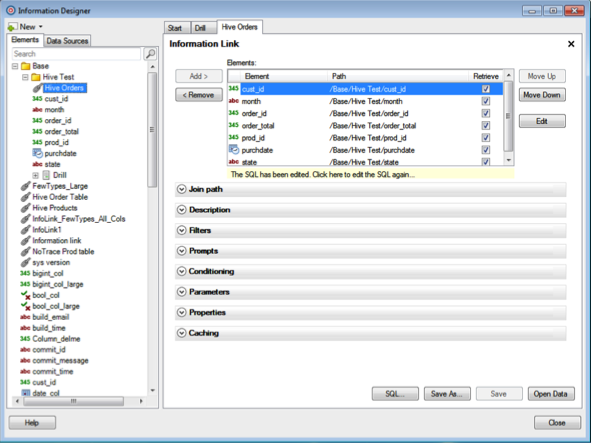 Information Designer
New
Elements
Data Sources
Search
Base
Hive Test
Hive Orders
345 cust_id
abc month
345 order_id
345 order_total
345 prod_id
purchdate
abc state
Drill
FewTypes_Large
Hive Order Table
Hive Products
InfoLink_FewTypes_All_Cols
InfoLink1
Information link
NoTrace Prod table
sys version
345 bigint_col
345 bigint_col_large
bool_col
bool_col_large
abc build_email
abc build_time
345 Column_delme
abc commit_id
abc commit_message
abc commit_time
345 cust_id
date_col
Start
Drill
Hive Orders
Information Link
Elements:
Add >
< Remove
Element Path Retrieve
345 cust_id /Base/Hive Test/cust_id
abc month /Base/Hive Test/month
345 order_id /Base/Hive Test/order_id
345 order_total /Base/Hive Test/order_total
345 prod_id /Base/Hive Test/prod_id
purchdate /Base/Hive Test/purchdate
abc state /Base/Hive Test/state
Move Up
Move Down
Edit
The SQL has been edited. Click here to edit the SQL again...
Join path
Description
Filters
Prompts
Conditioning
Parameters
Properties
Caching
SQL...
Save As...
Save
Open Data
Help
Close